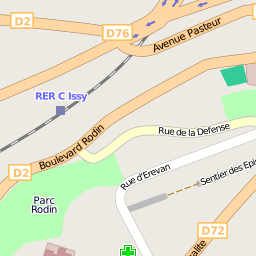 D2
D76
Avenue Pasteur
RER C Issy
Rue de la Defense
Boulevard Rodin
D2
Rue d'Erevan
Sentier des Epi
Parc
Rodin
D72
alite